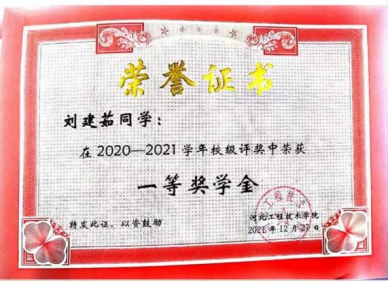 荣誉证书
刘建茹同学：
在2020—2021学年校级评奖中荣获
一等奖学金
特发此证，以资鼓励
河北工程技术学院
2021年12月27日